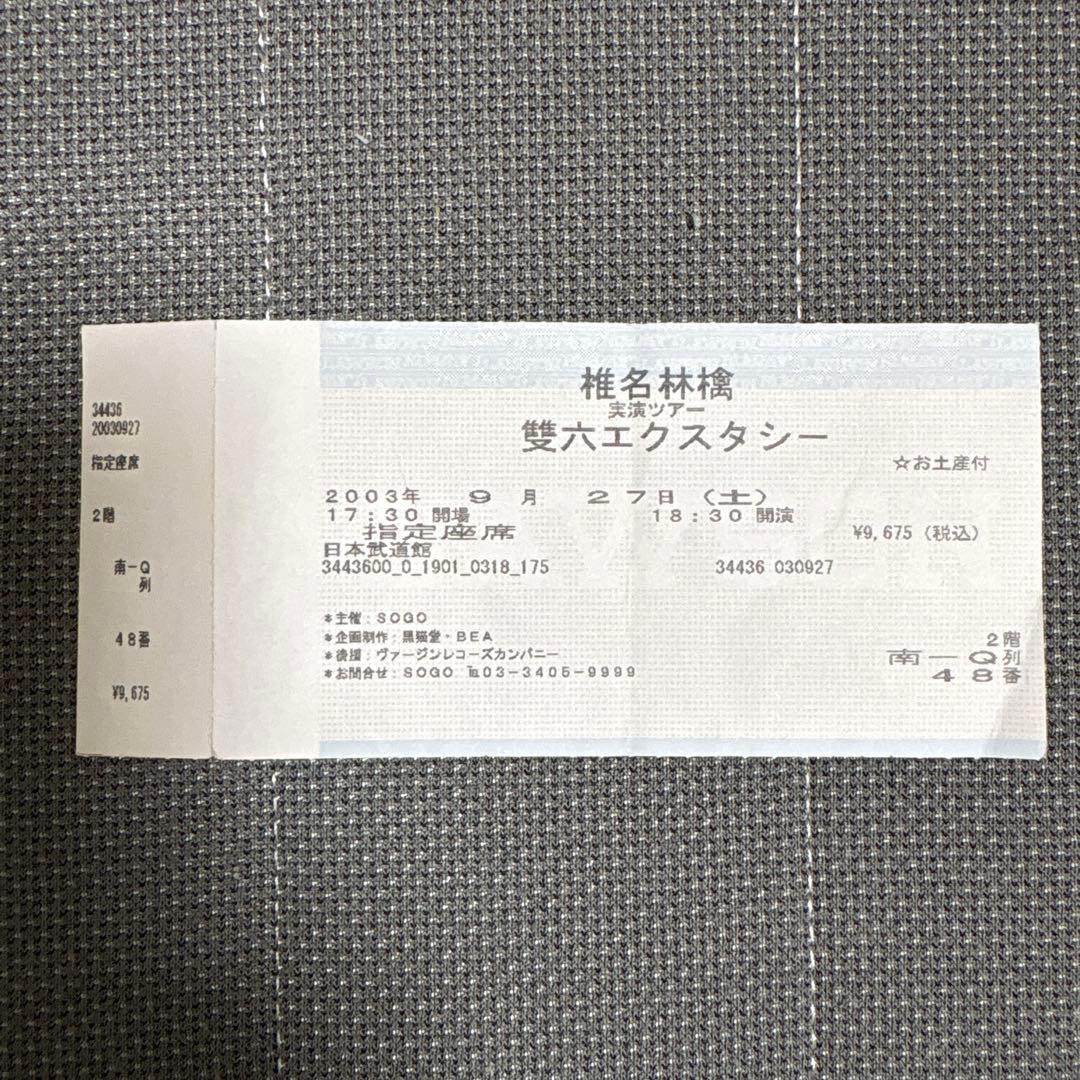 34436
20030927
指定座席
2階
南一Q
列
48番
¥9,675
椎名林檎
実演ツアー
雙六エクスタシー
☆お土産付
2003年 9月 27日（土）
17：30 開場 18：30 開演
指定座席 ¥9,675（税込）
日本武道館
3443600_0_1901_0318_175 34436 030927
＊主催：SOGO
＊企画制作：黒猫堂・BEA
＊後援：ヴァージンレコーズカンパニー
＊お問合せ：SOGO ℡03-3405-9999
2階
南一Q列
48番